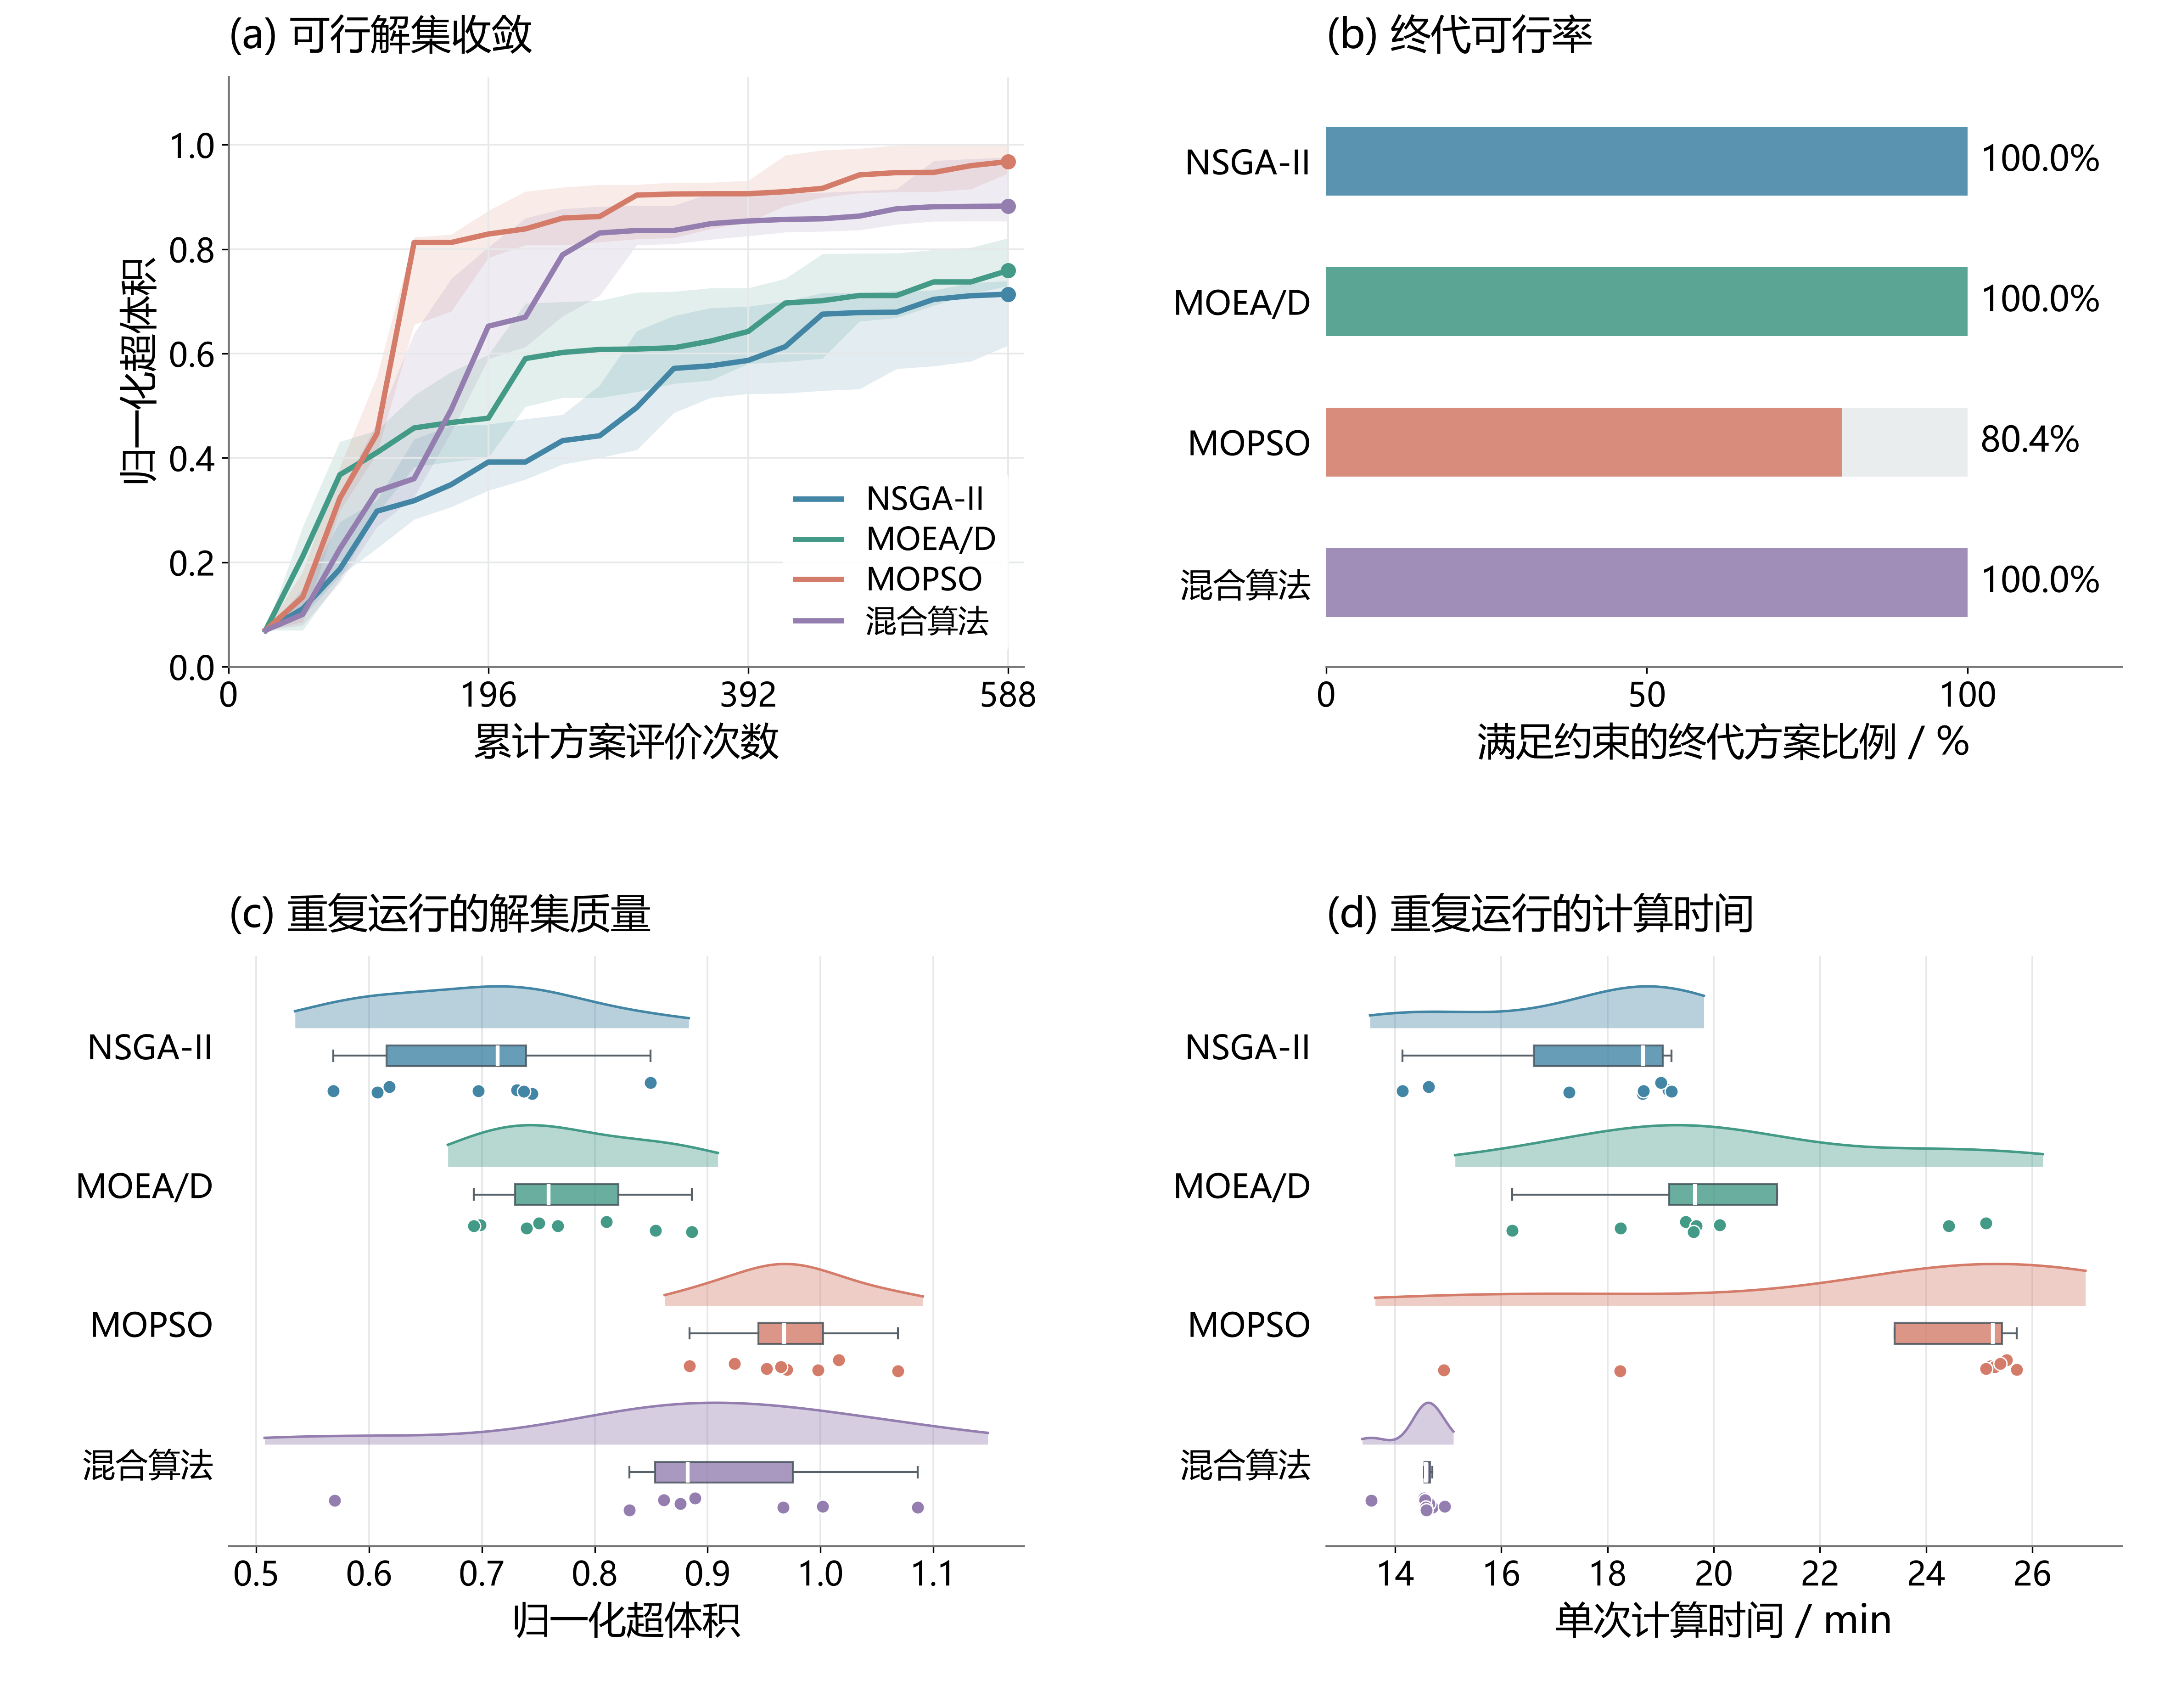 (a) 可行解集收敛
1.0
0.8
0.6
0.4
0.2
0.0
归一化超体积
NSGA-II
MOEA/D
MOPSO
混合算法
0 196 392 588
累计方案评价次数
(b) 终代可行率
NSGA-II 100.0%
MOEA/D 100.0%
MOPSO 80.4%
混合算法 100.0%
0 50 100
满足约束的终代方案比例 / %
(c) 重复运行的解集质量
NSGA-II
MOEA/D
MOPSO
混合算法
0.5 0.6 0.7 0.8 0.9 1.0 1.1
归一化超体积
(d) 重复运行的计算时间
NSGA-II
MOEA/D
MOPSO
混合算法
14 16 18 20 22 24 26
单次计算时间 / min